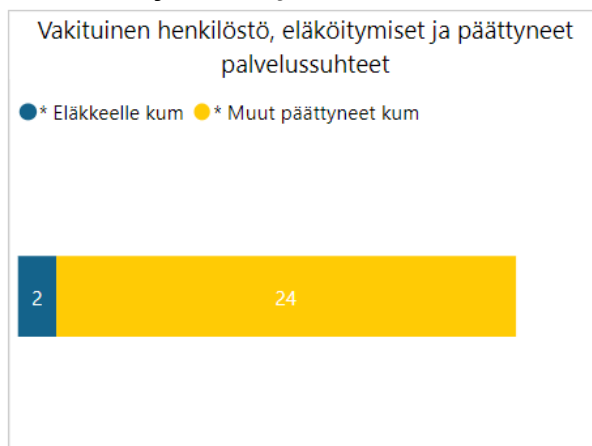 Vakituinen henkilöstö, eläköitymiset ja päättyneet
palvelussuhteet
* Eläkkeelle kum * Muut päättyneet kum
2 24